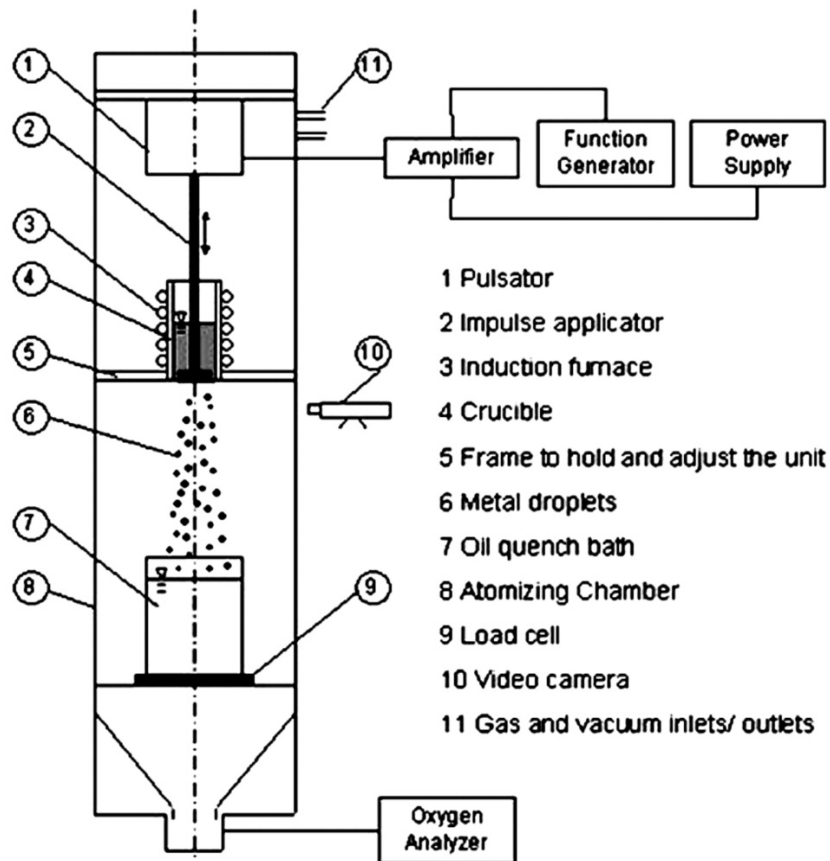 1
2
3
4
5
6
7
8
9
10
11
Amplifier
Function
Generator
Power
Supply
1 Pulsator
2 Impulse applicator
3 Induction furnace
4 Crucible
5 Frame to hold and adjust the unit
6 Metal droplets
7 Oil quench bath
8 Atomizing Chamber
9 Load cell
10 Video camera
11 Gas and vacuum inlets/ outlets
Oxygen
Analyzer